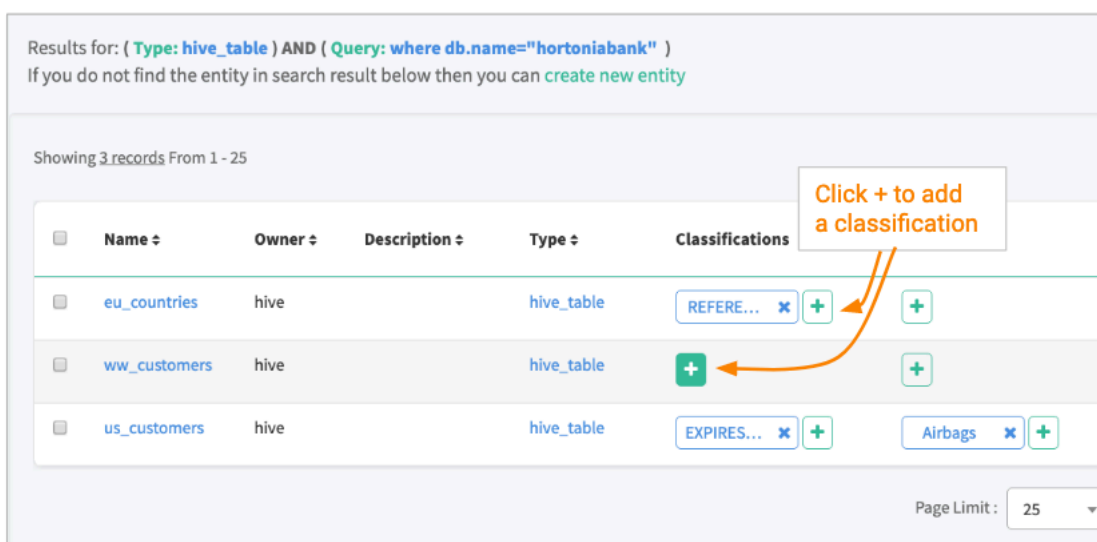 Results for: ( Type: hive_table ) AND ( Query: where db.name="hortoniabank" )
If you do not find the entity in search result below then you can create new entity
Showing 3 records From 1 - 25
Click + to add
a classification
Name Owner Description Type Classifications
eu_countries hive hive_table REFERE... × + +
ww_customers hive hive_table + +
us_customers hive hive_table EXPIRES... × + Airbags × +
Page Limit : 25